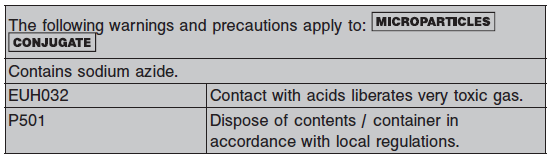 The following warnings and precautions apply to: MICROPARTICLES
CONJUGATE
Contains sodium azide.
EUH032 Contact with acids liberates very toxic gas.
P501 Dispose of contents / container in
accordance with local regulations.